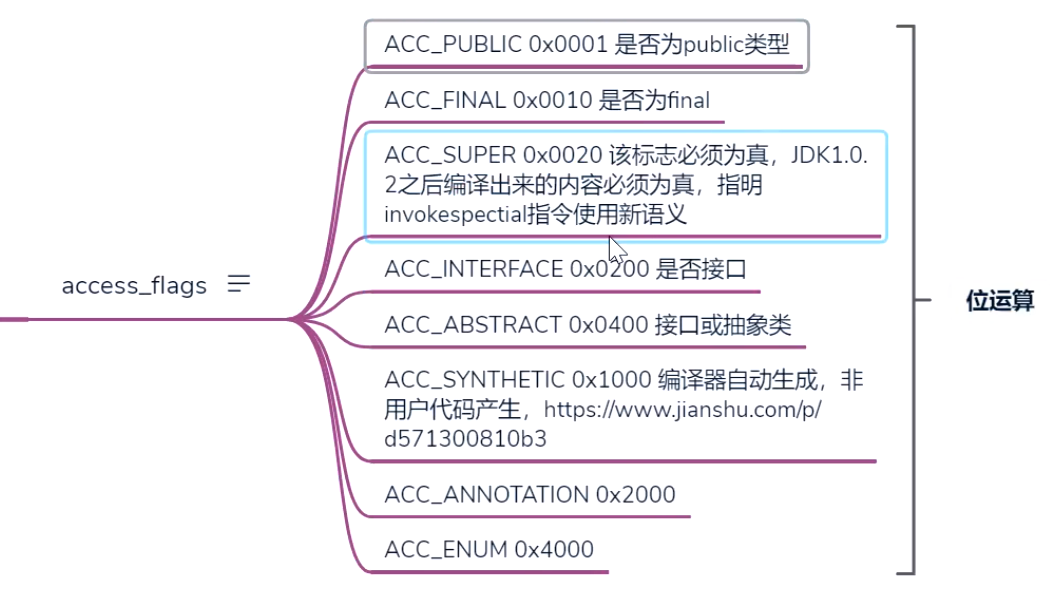 access_flags
ACC_PUBLIC 0x0001 是否为public类型
ACC_FINAL 0x0010 是否为final
ACC_SUPER 0x0020 该标志必须为真，JDK1.0.
2之后编译出来的内容必须为真，指明
invokespectial指令使用新语义
ACC_INTERFACE 0x0200 是否接口
ACC_ABSTRACT 0x0400 接口或抽象类
ACC_SYNTHETIC 0x1000 编译器自动生成，非
用户代码产生，https://www.jianshu.com/p/
d571300810b3
ACC_ANNOTATION 0x2000
ACC_ENUM 0x4000
位运算